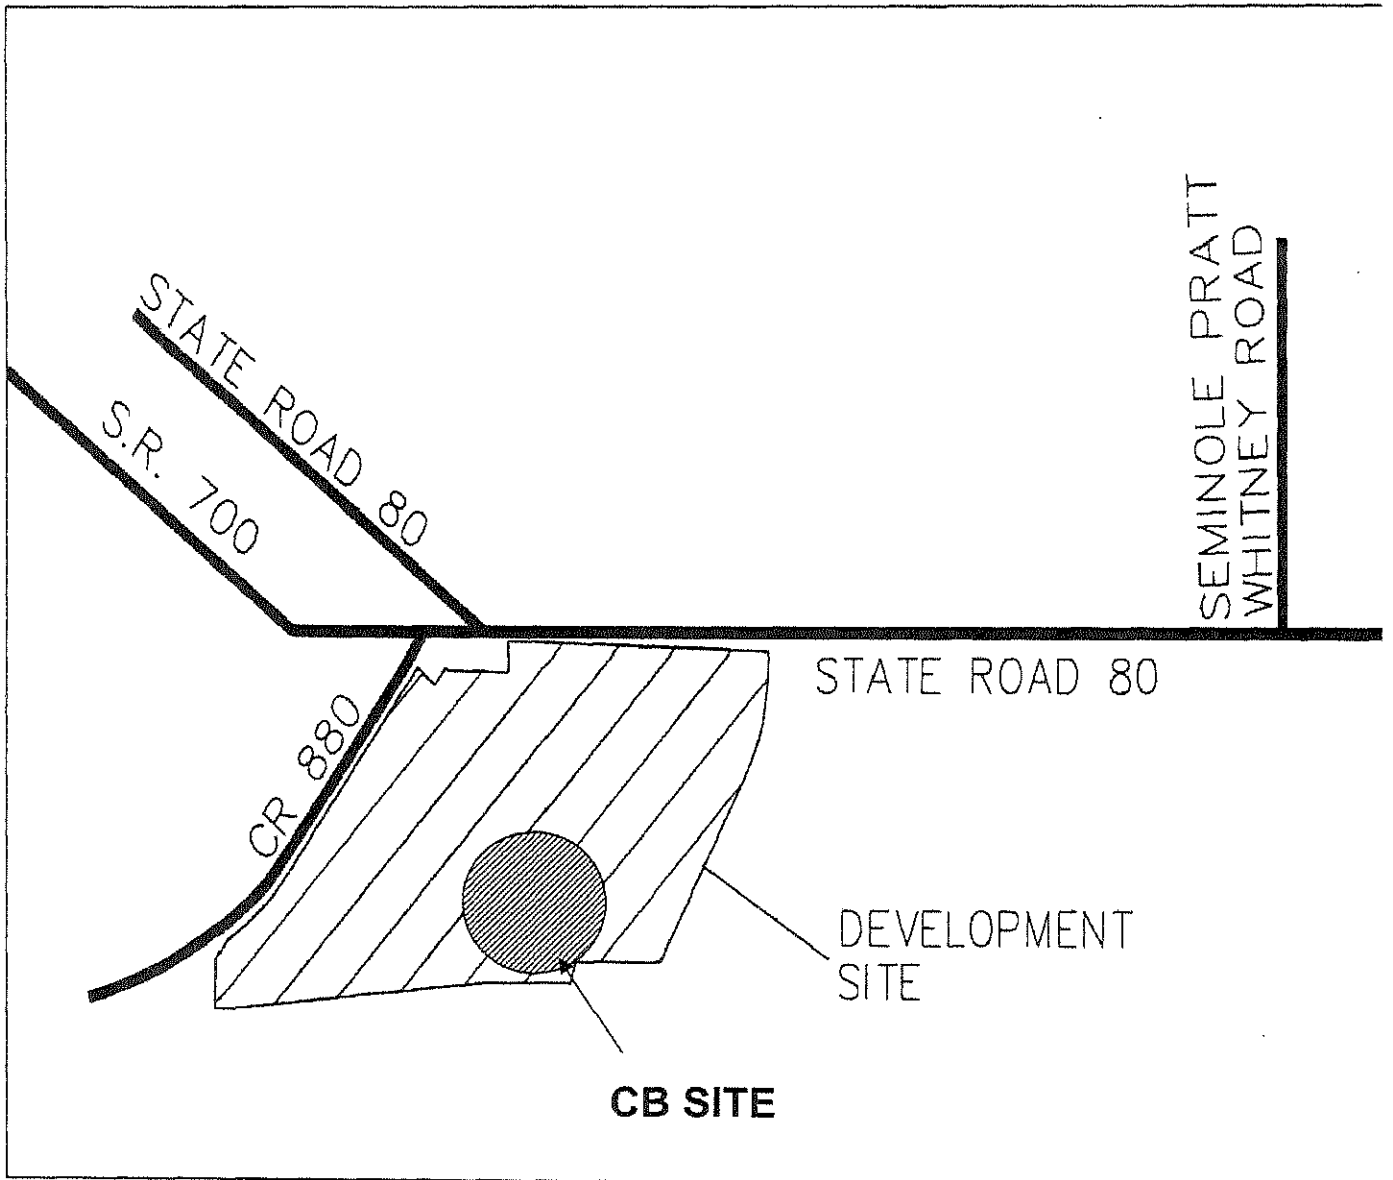 SEMINOLE PRATT
WHITNEY ROAD
STATE ROAD 80
S.R. 700
STATE ROAD 80
CR 880
DEVELOPMENT
SITE
CB SITE